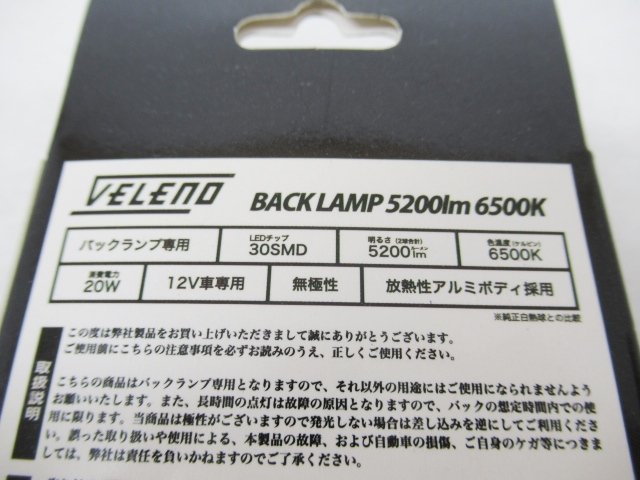 VELENO
BACK LAMP 5200lm 6500K
バックランプ専用
LEDチップ
30SMD
明るさ(2球合計)
5200lm
色温度(ケルビン)
6500K
消費電力
20W
12V車専用
無極性
放熱性アルミボディ採用
※純正白熱球との比較
取扱説明
この度は弊社製品をお買い上げいただきまして誠にありがとうございます。
ご使用前にこちらの注意事項を必ずお読みのうえ、正しくご使用ください。
こちらの商品はバックランプ専用となりますので、それ以外の用途にはご使用になられませんよう
お願いいたします。また、長時間の点灯は故障の原因となりますので、バックの想定時間内での使
用に限ります。当商品は極性がございますので発光しない場合は差し込みを逆にしてご利用くださ
い。誤った取り扱いや使用による、本製品の故障、および自動車の損傷、ご自身のケガ等につきま
しては、弊社は責任を負いかねますのでご了承ください。